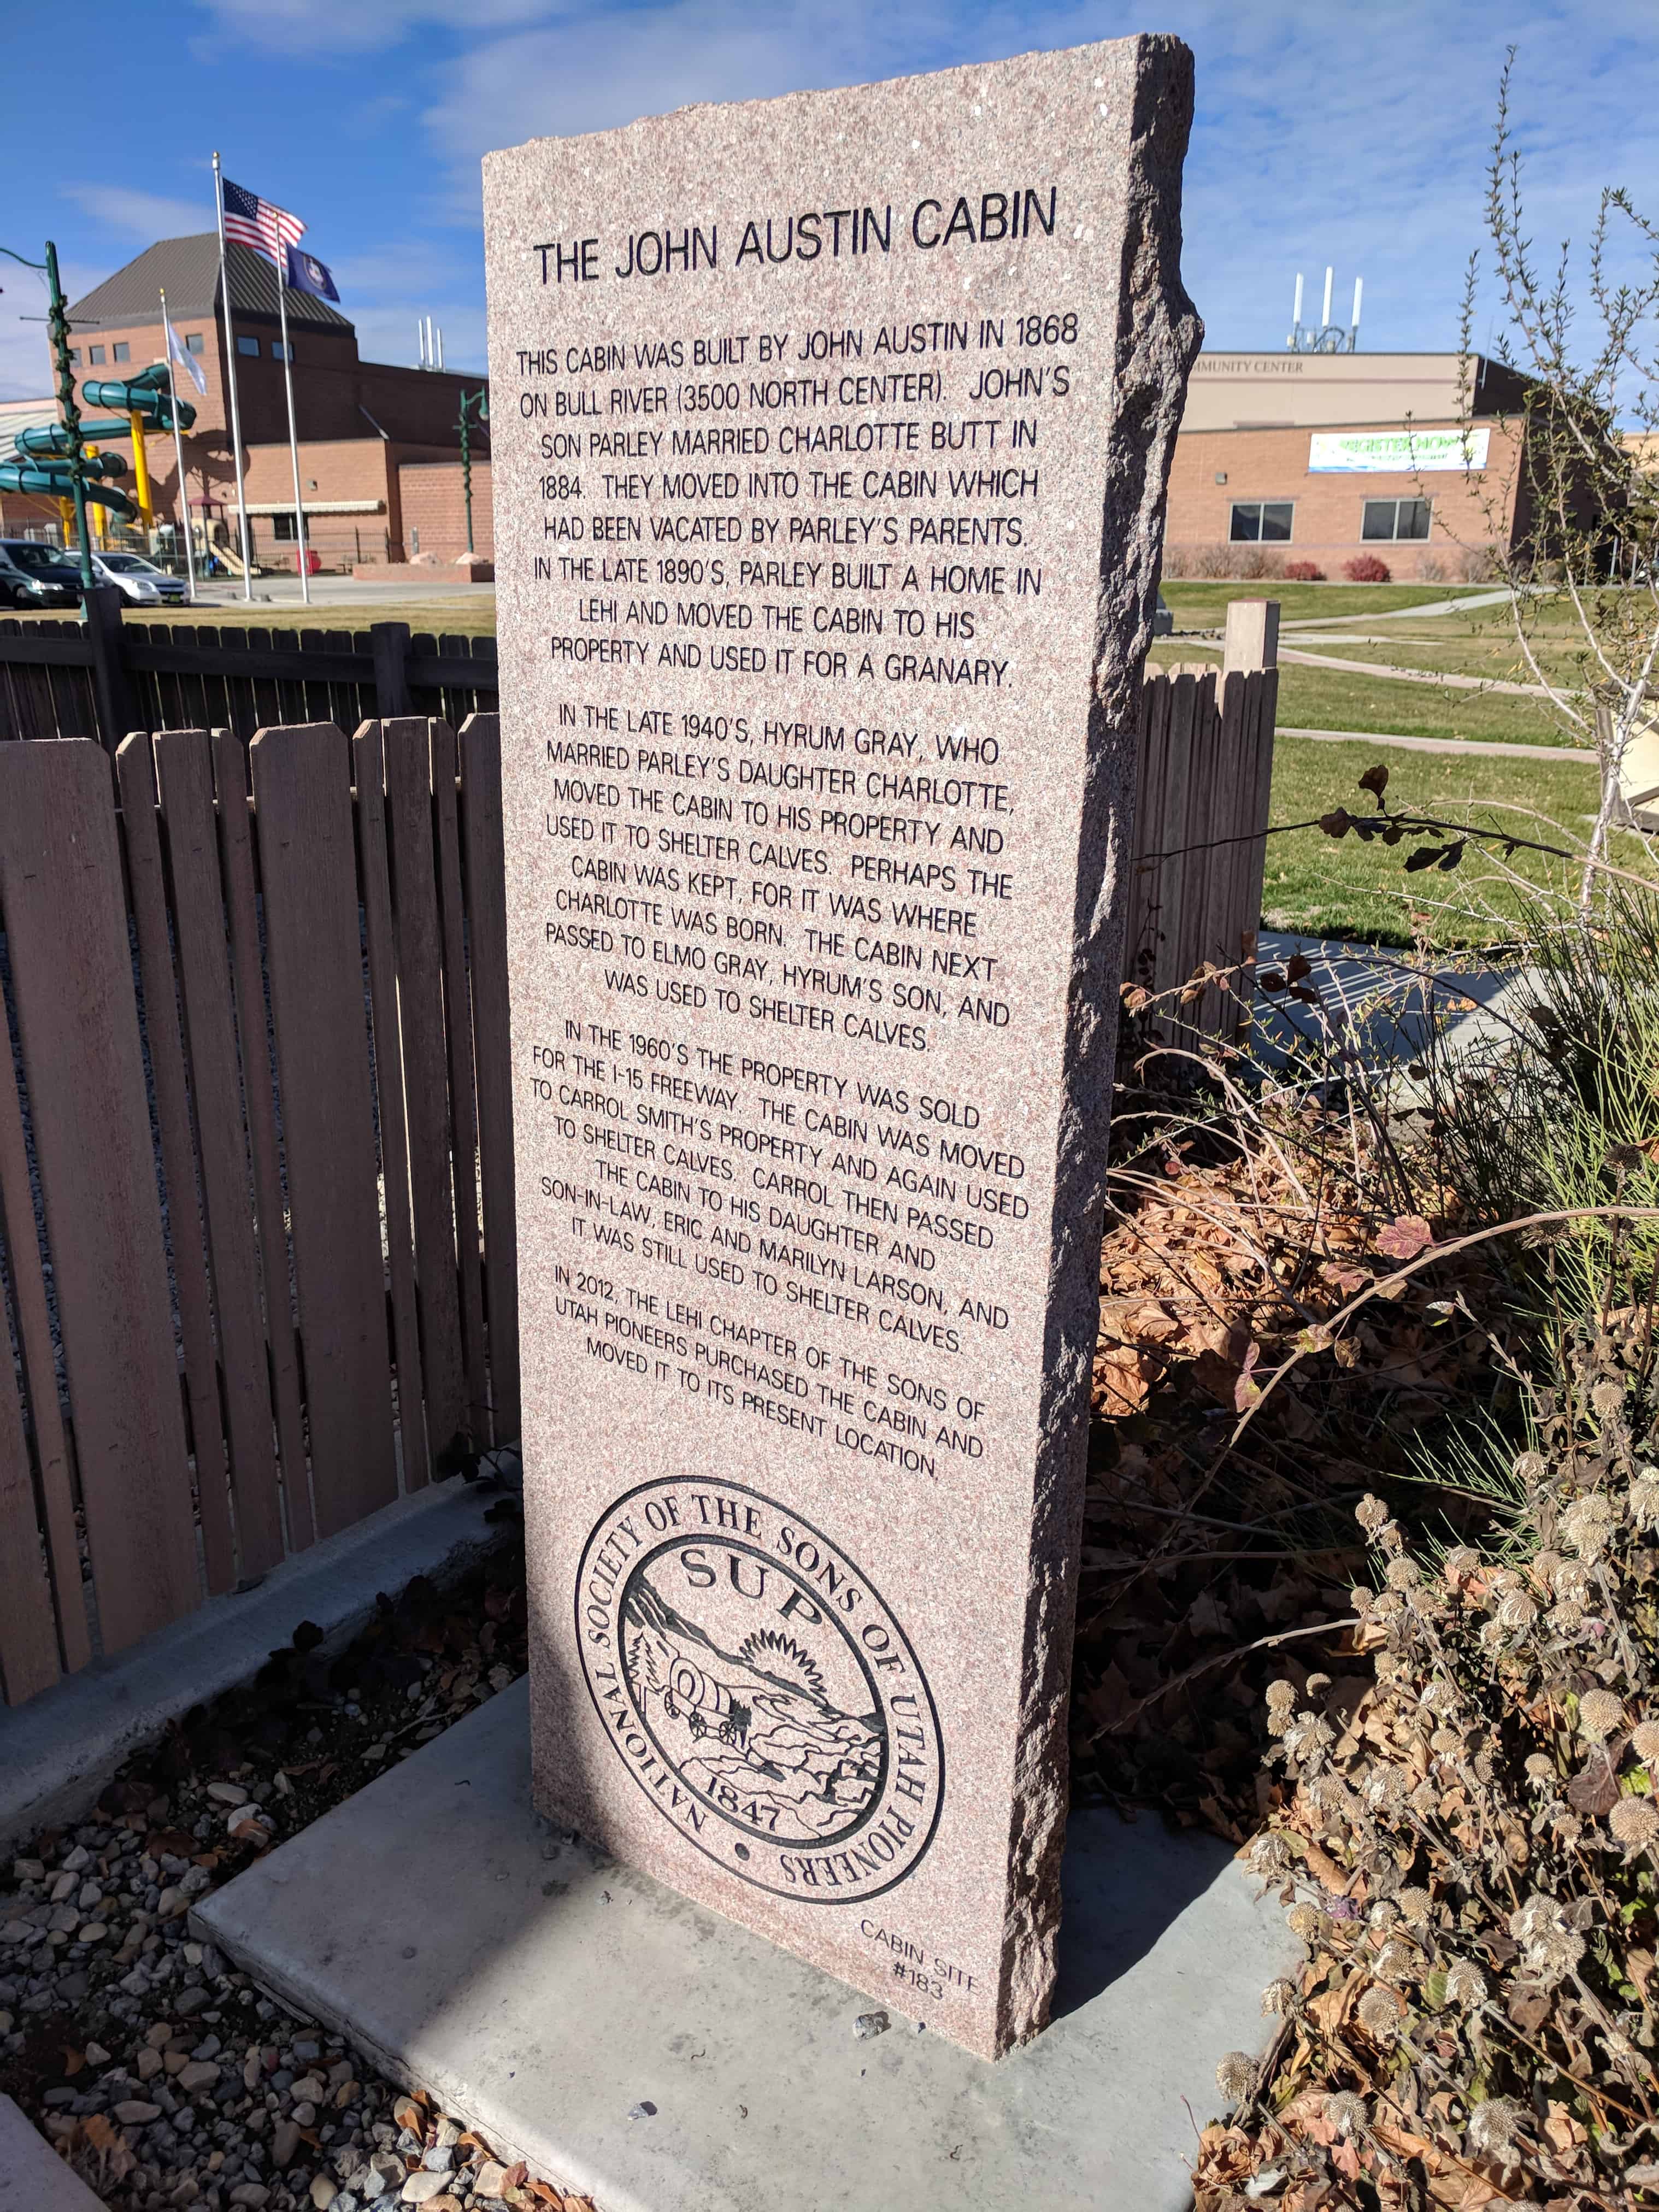 THE JOHN AUSTIN CABIN
THIS CABIN WAS BUILT BY JOHN AUSTIN IN 1868
ON BULL RIVER (3500 NORTH CENTER). JOHN'S
SON PARLEY MARRIED CHARLOTTE BUTT IN
1884. THEY MOVED INTO THE CABIN WHICH
HAD BEEN VACATED BY PARLEY'S PARENTS.
IN THE LATE 1890'S, PARLEY BUILT A HOME IN
LEHI AND MOVED THE CABIN TO HIS
PROPERTY AND USED IT FOR A GRANARY.
IN THE LATE 1940'S, HYRUM GRAY, WHO
MARRIED PARLEY'S DAUGHTER CHARLOTTE,
MOVED THE CABIN TO HIS PROPERTY AND
USED IT TO SHELTER CALVES. PERHAPS THE
CABIN WAS KEPT, FOR IT WAS WHERE
CHARLOTTE WAS BORN. THE CABIN NEXT
PASSED TO ELMO GRAY, HYRUM'S SON, AND
WAS USED TO SHELTER CALVES.
IN THE 1960'S THE PROPERTY WAS SOLD
FOR THE I-15 FREEWAY. THE CABIN WAS MOVED
TO CARROL SMITH'S PROPERTY AND AGAIN USED
TO SHELTER CALVES. CARROL THEN PASSED
THE CABIN TO HIS DAUGHTER AND
SON-IN-LAW, ERIC AND MARILYN LARSON, AND
IT WAS STILL USED TO SHELTER CALVES.
IN 2012, THE LEHI CHAPTER OF THE SONS OF
UTAH PIONEERS PURCHASED THE CABIN AND
MOVED IT TO ITS PRESENT LOCATION.
NATIONAL SOCIETY OF THE SONS OF UTAH PIONEERS
SUP
1847
CABIN SITE
#183
MMUNITY CENTER
REGISTER NOW